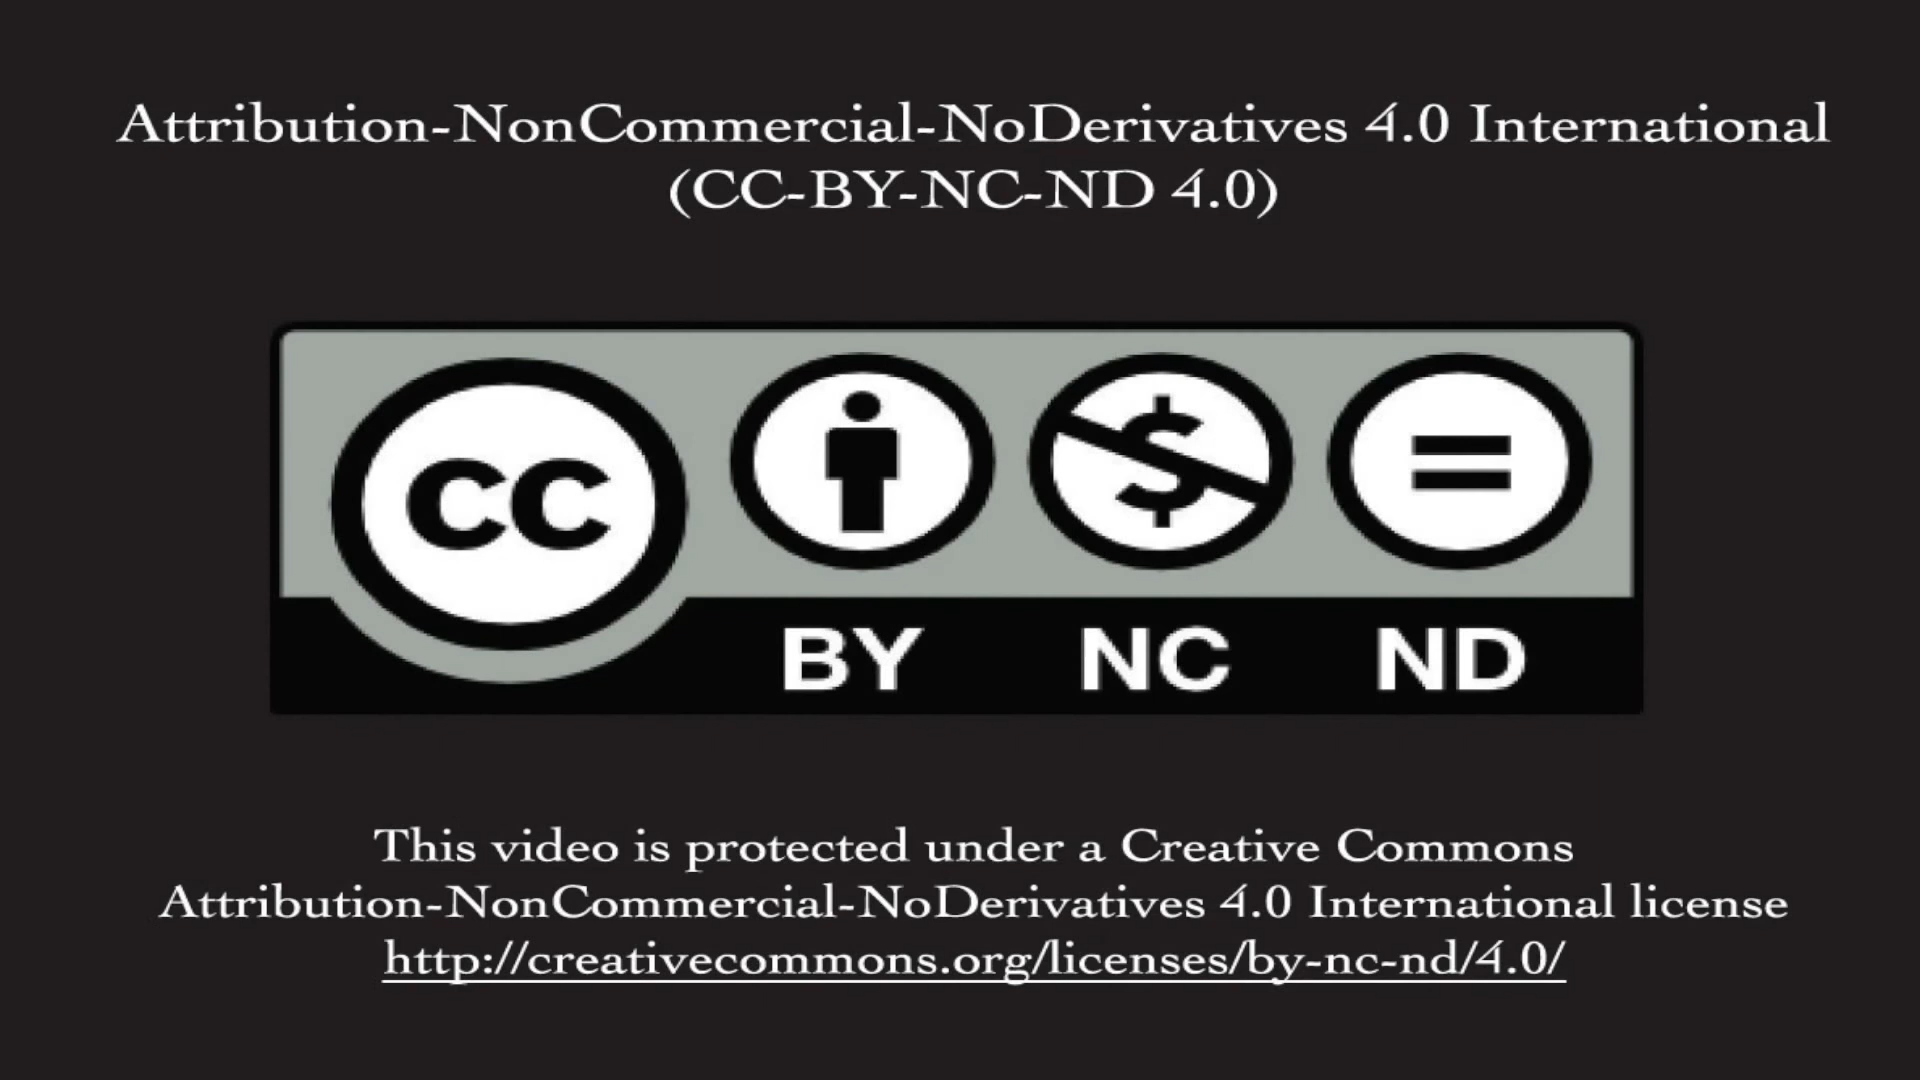 Attribution-NonCommercial-NoDerivatives 4.0 International
(CC-BY-NC-ND 4.0)
cc
BY NC ND
This video is protected under a Creative Commons
Attribution-NonCommercial-NoDerivatives 4.0 International license
http://creativecommons.org/licenses/by-nc-nd/4.0/